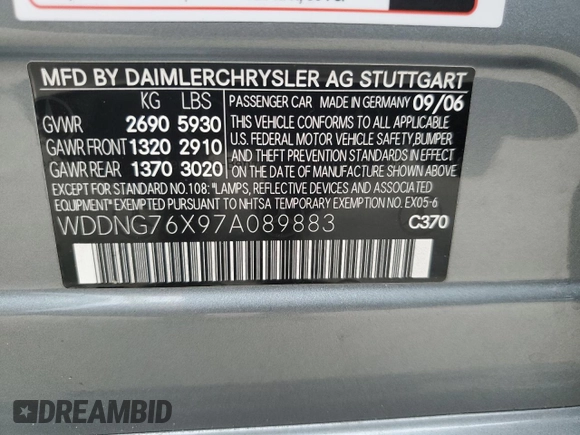 MFD BY DAIMLERCHRYSLER AG STUTTGART
KG LBS PASSENGER CAR MADE IN GERMANY 09/06
GVWR 2690 5930 THIS VEHICLE CONFORMS TO ALL APPLICABLE
GAWR FRONT 1320 2910 U.S. FEDERAL MOTOR VEHICLE SAFETY,BUMPER
GAWR REAR 1370 3020 AND THEFT PREVENTION STANDARDS IN EFFECT
ON THE DATE OF MANUFACTURE SHOWN ABOVE.
EXCEPT FOR STANDARD NO.108: "LAMPS, REFLECTIVE DEVICES AND ASSOCIATED
EQUIPMENT" EXEMPTED PURSUANT TO NHTSA TEMPORARY EXEMPTION NO. EX05-6
WDDNG76X97A089883 C370
DREAMBID